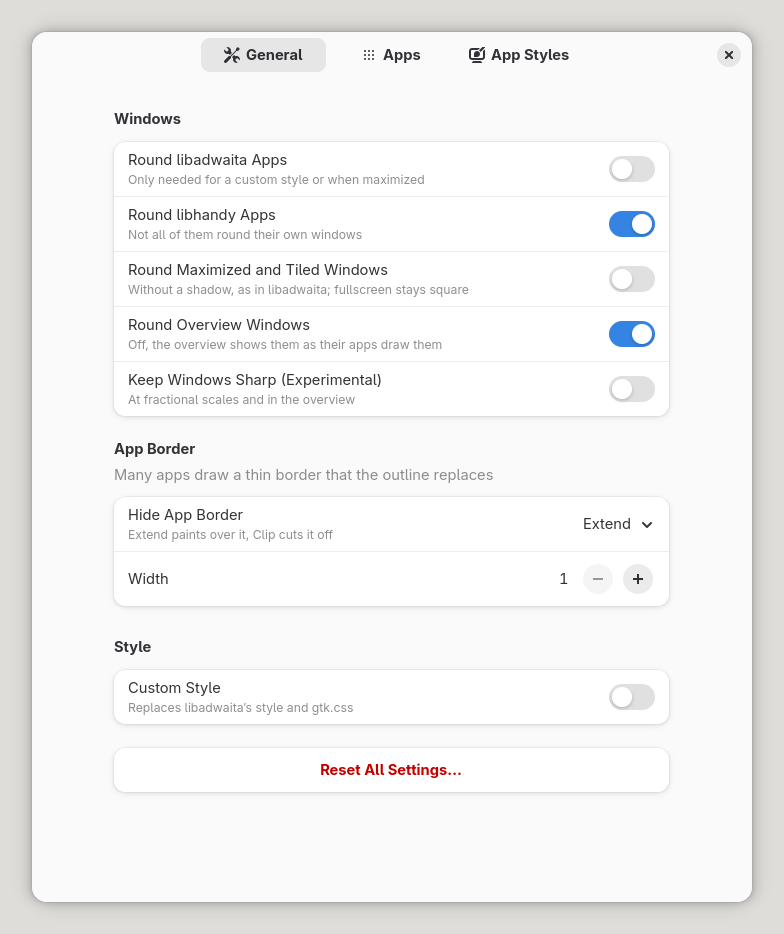 General
Apps
App Styles
Windows
Round libadwaita Apps
Only needed for a custom style or when maximized
Round libhandy Apps
Not all of them round their own windows
Round Maximized and Tiled Windows
Without a shadow, as in libadwaita; fullscreen stays square
Round Overview Windows
Off, the overview shows them as their apps draw them
Keep Windows Sharp (Experimental)
At fractional scales and in the overview
App Border
Many apps draw a thin border that the outline replaces
Hide App Border
Extend paints over it, Clip cuts it off
Extend
Width
1
Style
Custom Style
Replaces libadwaita’s style and gtk.css
Reset All Settings…